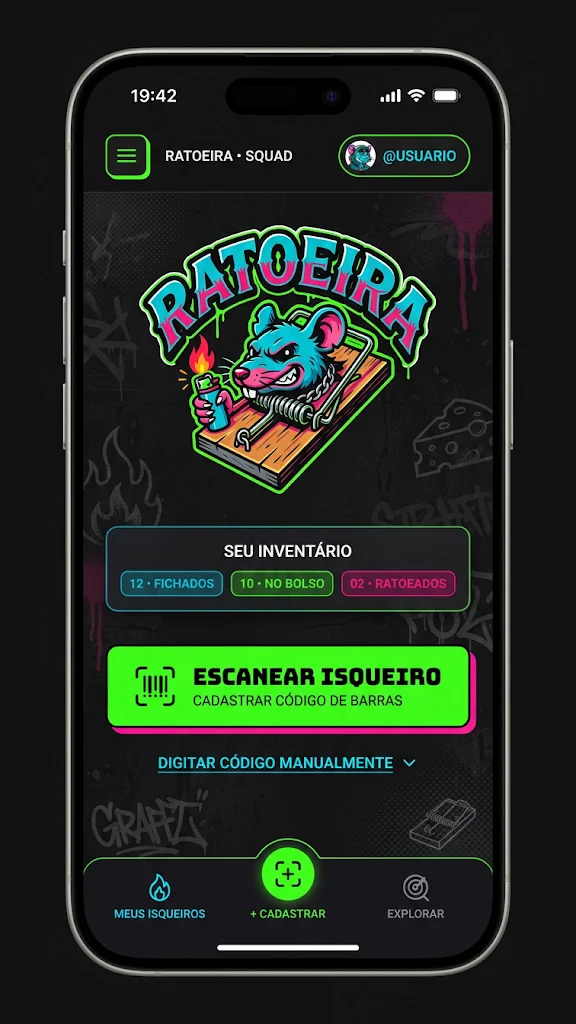 19:42
RATOEIRA • SQUAD
@USUARIO
RATOEIRA
SEU INVENTÁRIO
12 • FICHADOS
10 • NO BOLSO
02 • RATOEADOS
ESCANEAR ISQUEIRO
CADASTRAR CÓDIGO DE BARRAS
DIGITAR CÓDIGO MANUALMENTE
MEUS ISQUEIROS
+ CADASTRAR
EXPLORAR